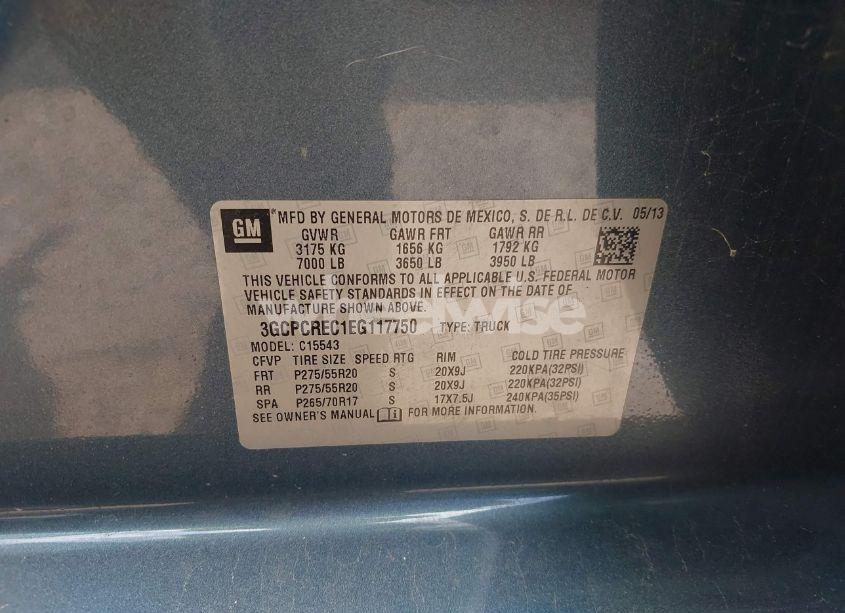 GM *MFD BY GENERAL MOTORS DE MEXICO, S. DE R.L. DE C.V. 05/13
GVWR GAWR FRT GAWR RR
3175 KG 1656 KG 1792 KG
7000 LB 3650 LB 3950 LB
THIS VEHICLE CONFORMS TO ALL APPLICABLE U.S. FEDERAL MOTOR
VEHICLE SAFETY STANDARDS IN EFFECT ON THE DATE OF
MANUFACTURE SHOWN ABOVE.
wheelwise
3GCPCREC1EG117750 TYPE: TRUCK
MODEL: C15543
CFVP TIRE SIZE SPEED RTG RIM COLD TIRE PRESSURE
FRT P275/55R20 S 20X9J 220KPA(32PSI)
RR P275/55R20 S 20X9J 220KPA(32PSI)
SPA P265/70R17 S 17X7.5J 240KPA(35PSI)
SEE OWNER'S MANUAL FOR MORE INFORMATION.